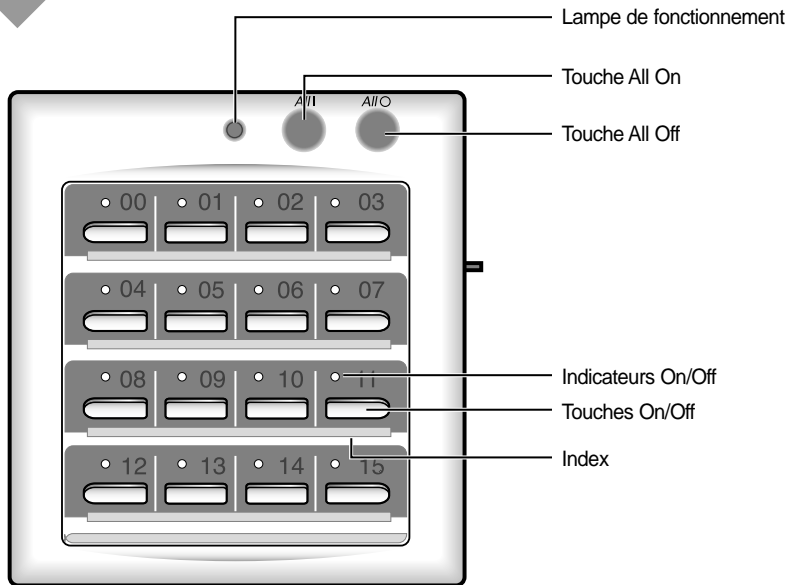 Lampe de fonctionnement
Touche All On
All I All O
Touche All Off
00 01 02 03
04 05 06 07
08 09 10 11
Indicateurs On/Off
Touches On/Off
Index
12 13 14 15